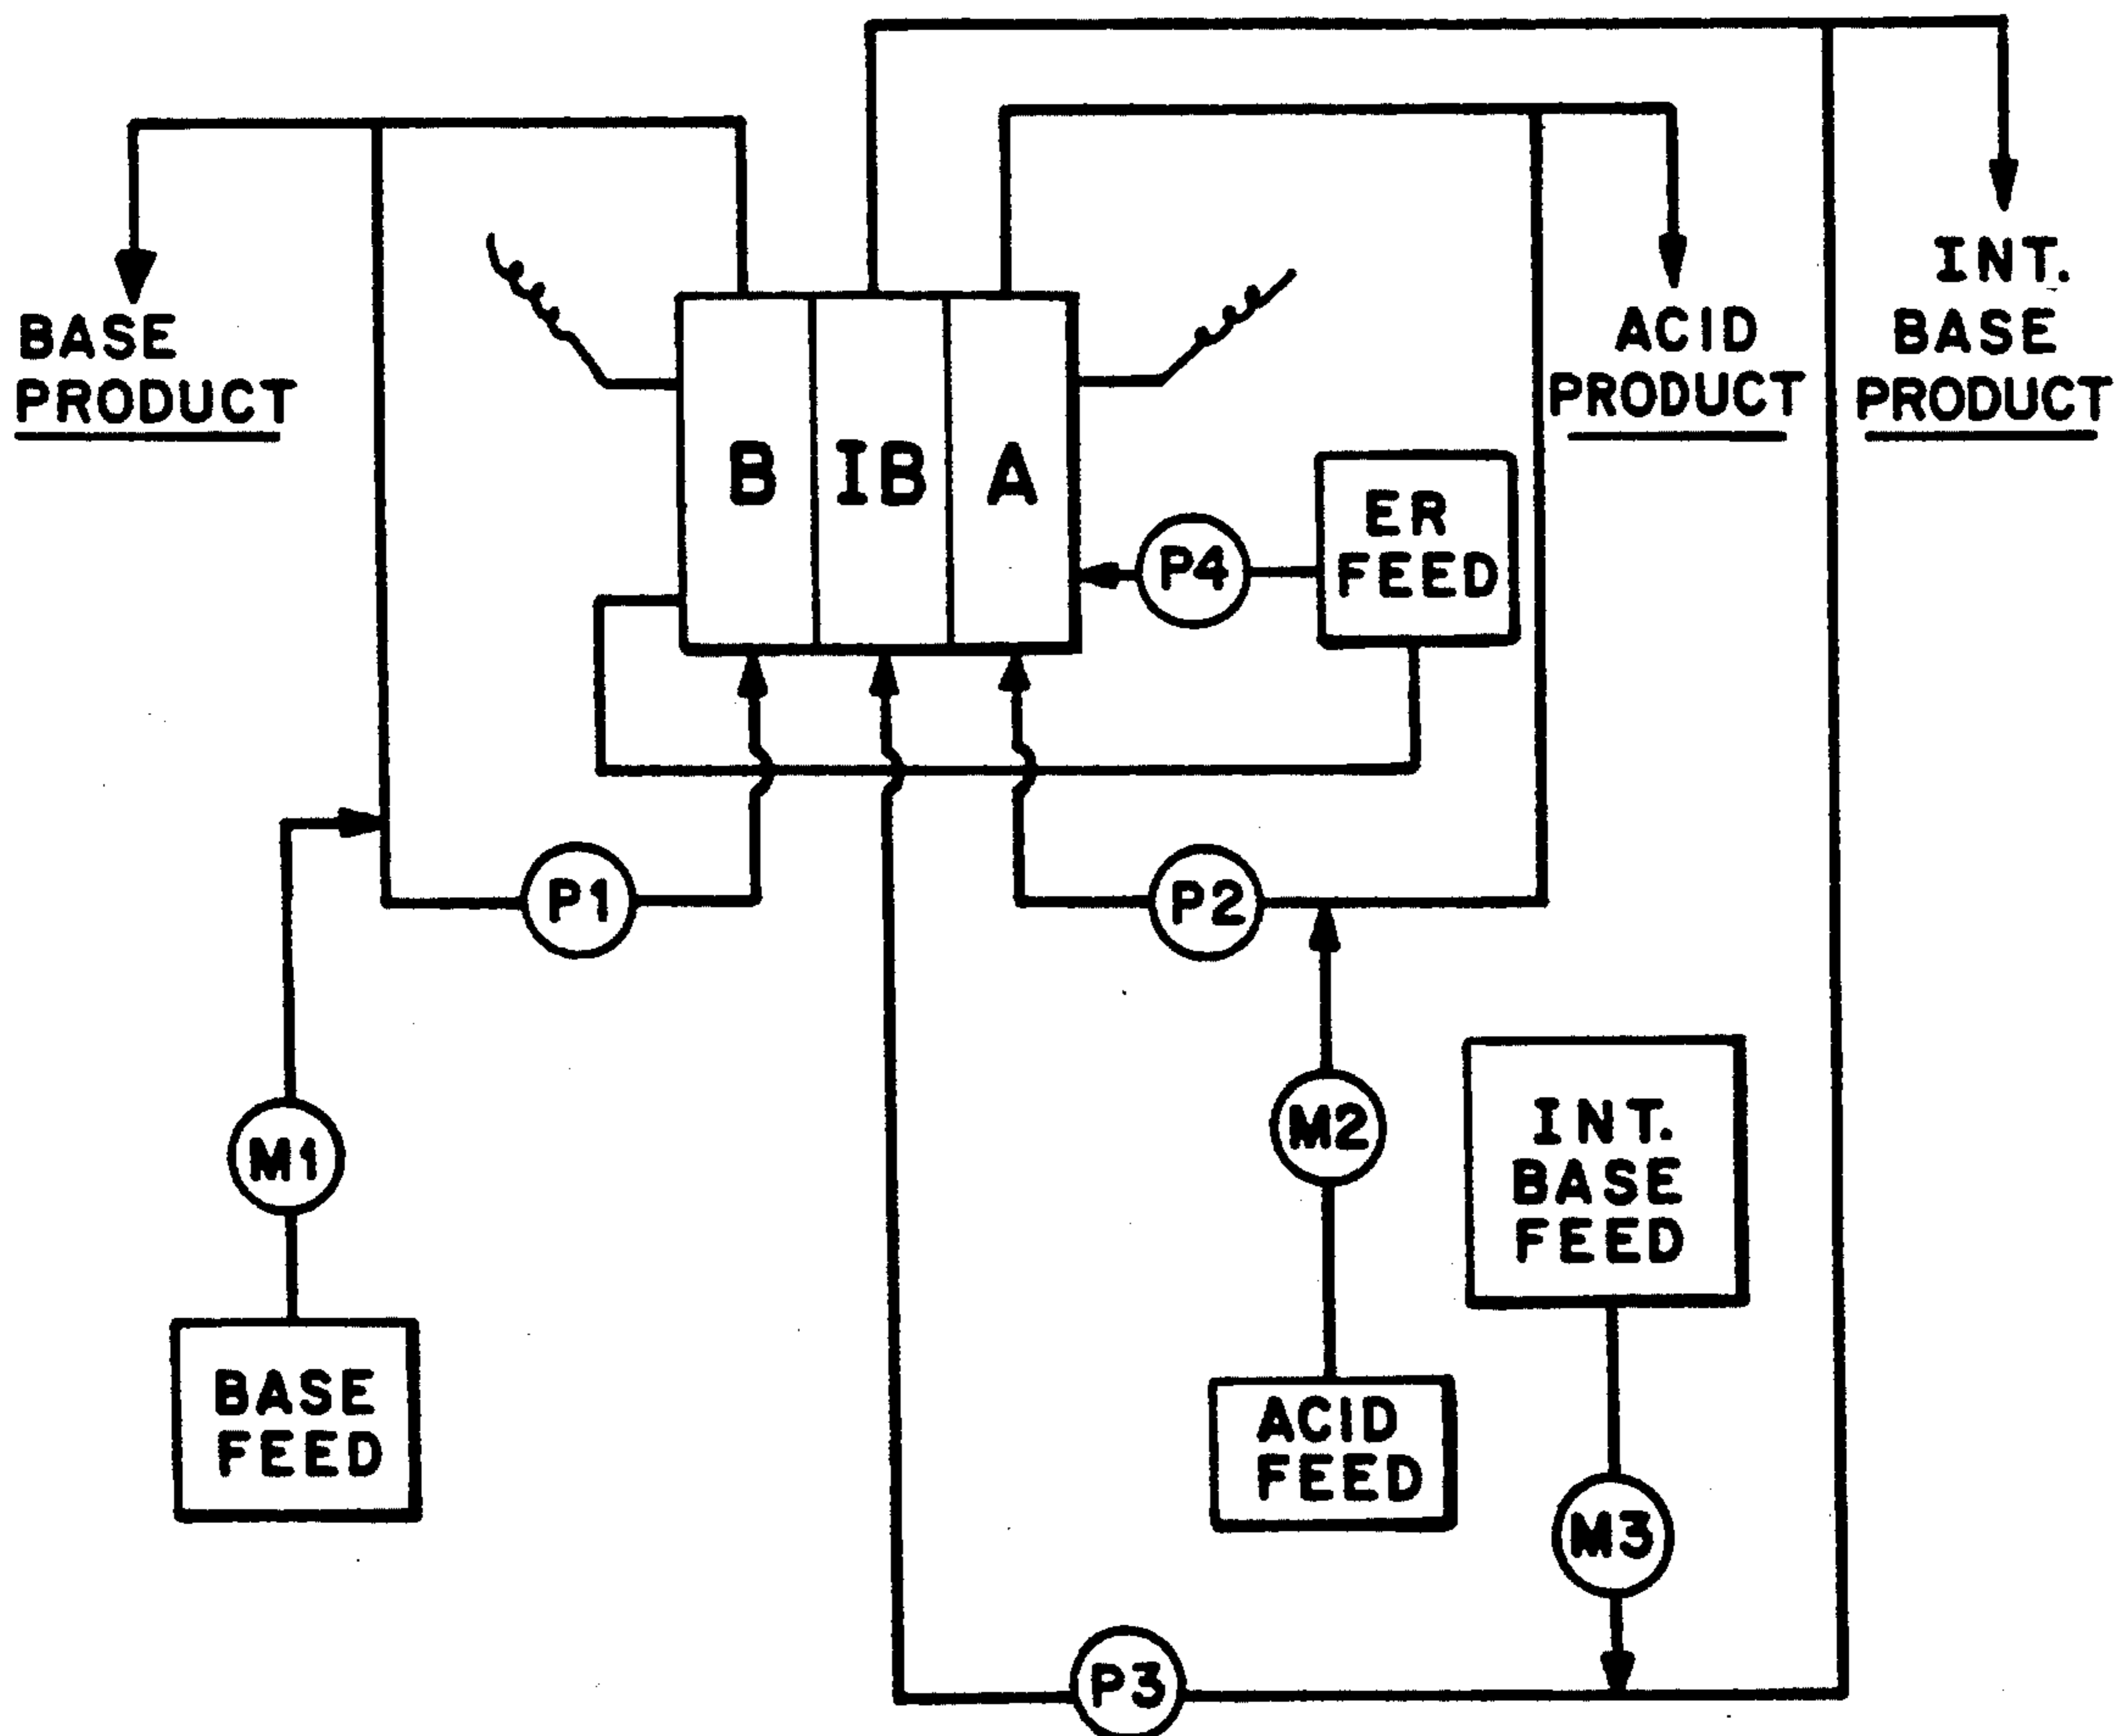 INT.
BASE
PRODUCT
ACID
PRODUCT
BASE
PRODUCT
B IB A
P4
ER
FEED
P1
P2
M1
M2
INT.
BASE
FEED
BASE
FEED
ACID
FEED
M3
P3